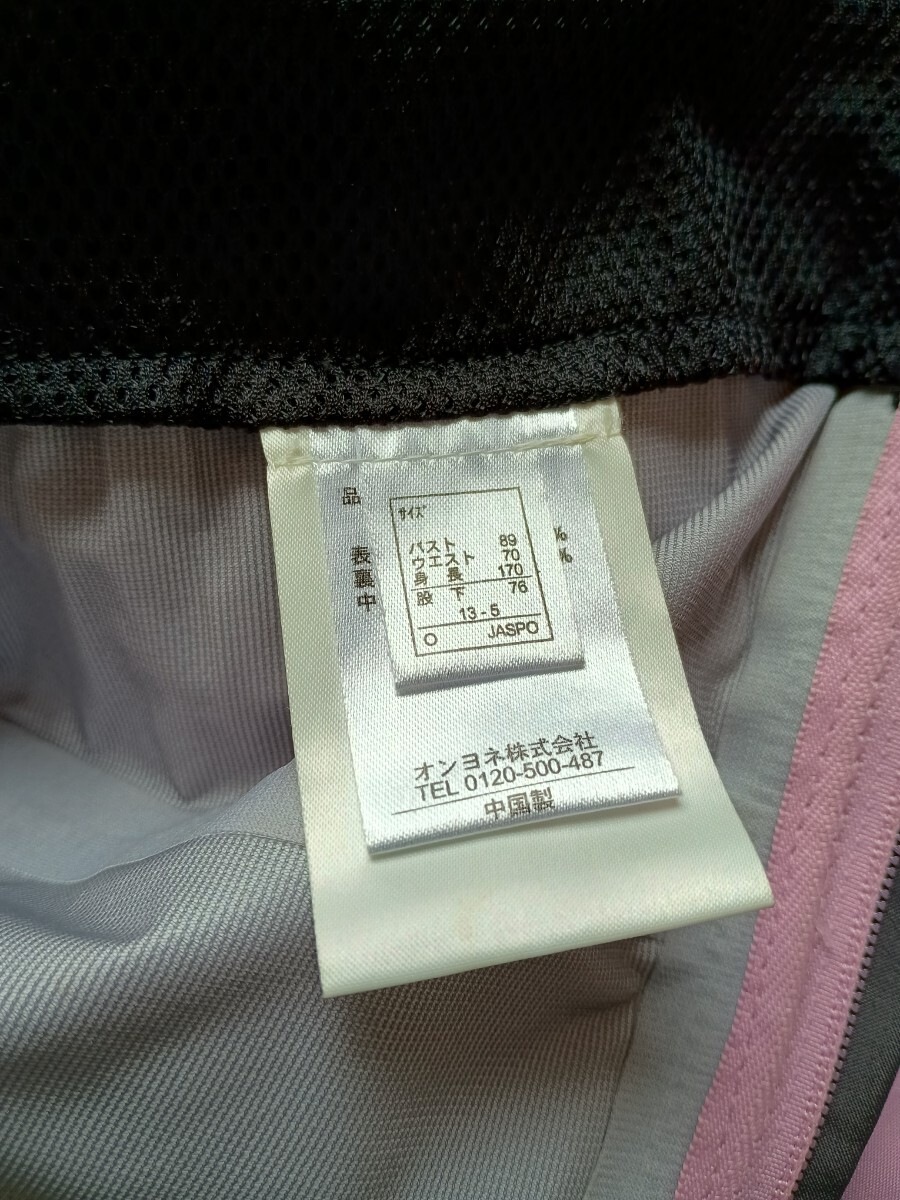 品
表
裏
中
サイズ
バスト 89
ウエスト 70
身長 170
股下 76
13-5
O JASPO
%
%
オンヨネ株式会社
TEL 0120-500-487
中国製